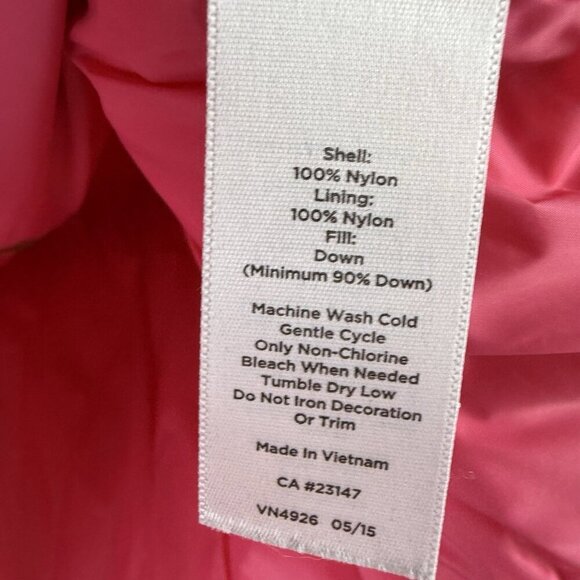 Shell:
100% Nylon
Lining:
100% Nylon
Fill:
Down
(Minimum 90% Down)
Machine Wash Cold
Gentle Cycle
Only Non-Chlorine
Bleach When Needed
Tumble Dry Low
Do Not Iron Decoration
Or Trim
Made In Vietnam
CA #23147
VN4926 05/15